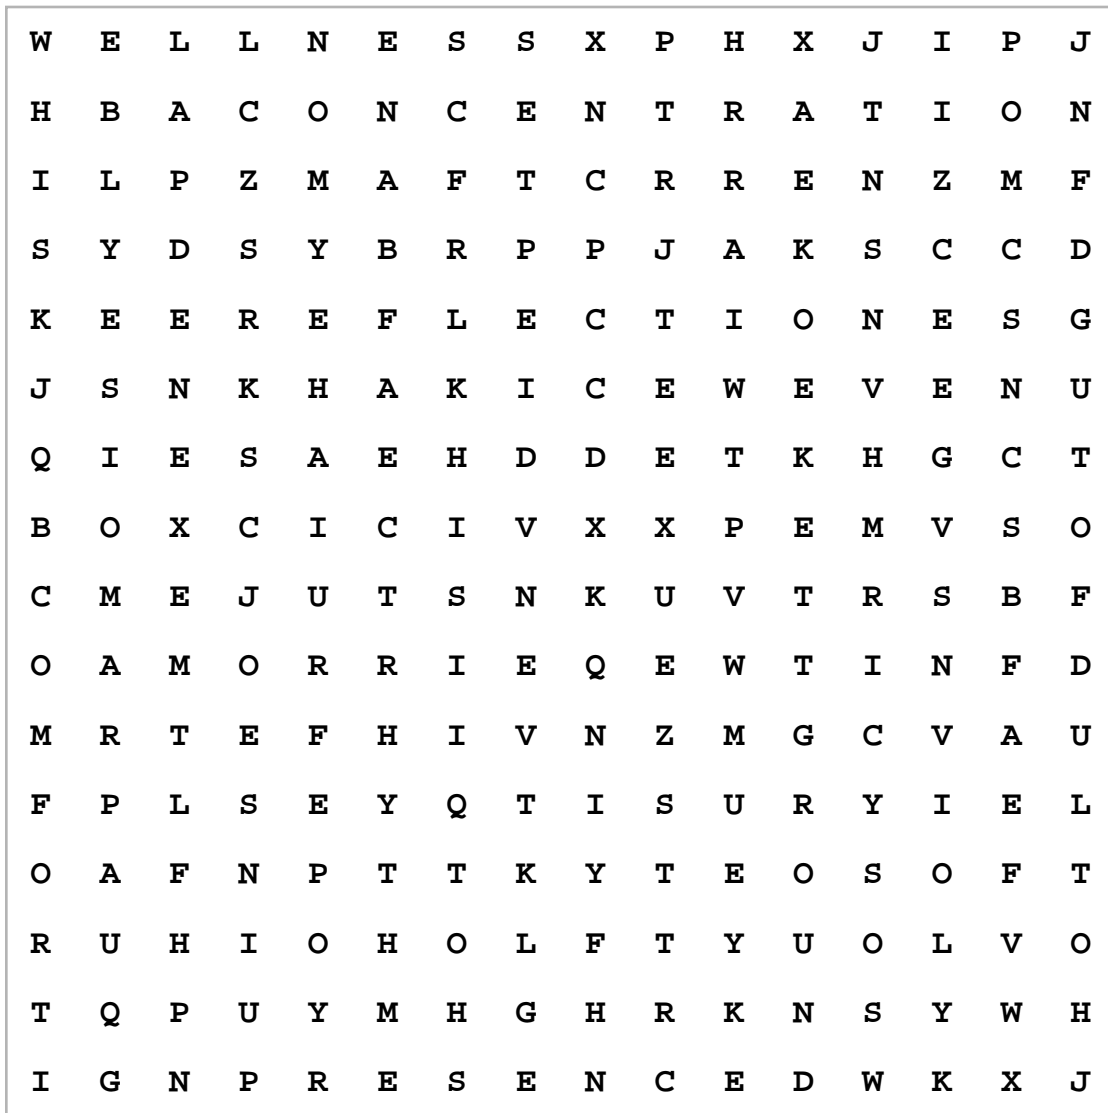 W E L L N E S S X P H X J I P J
H B A C O N C E N T R A T I O N
I L P Z M A F T C R R E N Z M F
S Y D S Y B R P P J A K S C C D
K E E R E F L E C T I O N E S G
J S N K H A K I C E W E V E N U
Q I E S A E H D D E T K H G C T
B O X C I C I V X X P E M V S O
C M E J U T S N K U V T R S B F
O A M O R R I E Q E W T I N F D
M R T E F H I V N Z M G C V A U
F P L S E Y Q T I S U R Y I E L
O A F N P T T K Y T E O S O F T
R U H I O H O L F T Y U O L V O
T Q P U Y M H G H R K N S Y W H
I G N P R E S E N C E D W K X J